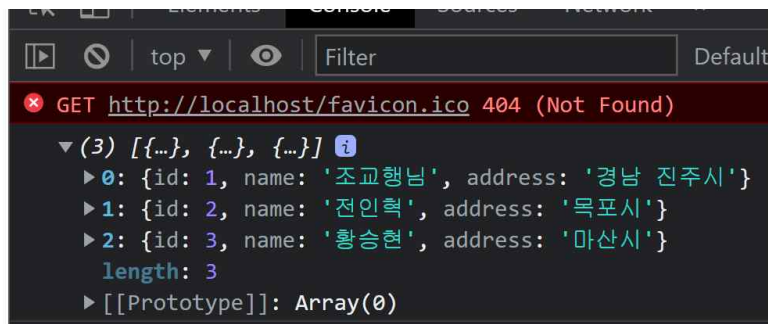 Elements Console Sources Network
top ▼ Filter Default
GET http://localhost/favicon.ico 404 (Not Found)
▼ (3) [{…}, {…}, {…}] i
▶ 0: {id: 1, name: '조교행님', address: '경남 진주시'}
▶ 1: {id: 2, name: '전인혁', address: '목포시'}
▶ 2: {id: 3, name: '황승현', address: '마산시'}
length: 3
▶ [[Prototype]]: Array(0)